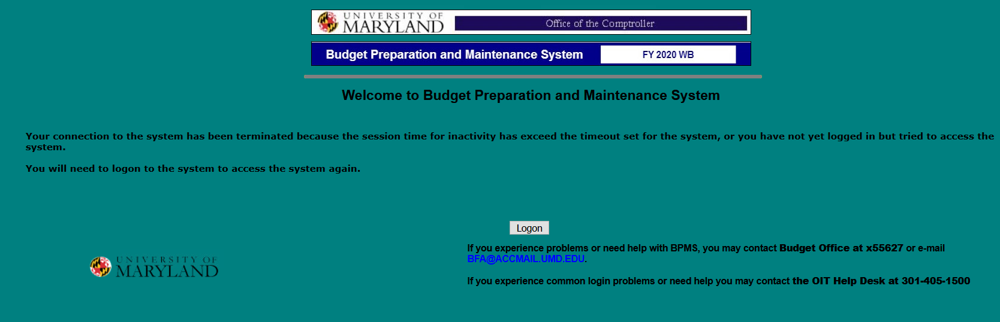 UNIVERSITY OF
MARYLAND
Office of the Comptroller
Budget Preparation and Maintenance System
FY 2020 WB
Welcome to Budget Preparation and Maintenance System
Your connection to the system has been terminated because the session time for inactivity has exceed the timeout set for the system, or you have not yet logged in but tried to access the
system.
You will need to logon to the system to access the system again.
Logon
If you experience problems or need help with BPMS, you may contact Budget Office at x55627 or e-mail
BFA@ACCMAIL.UMD.EDU.
UNIVERSITY OF
MARYLAND
If you experience common login problems or need help you may contact the OIT Help Desk at 301-405-1500